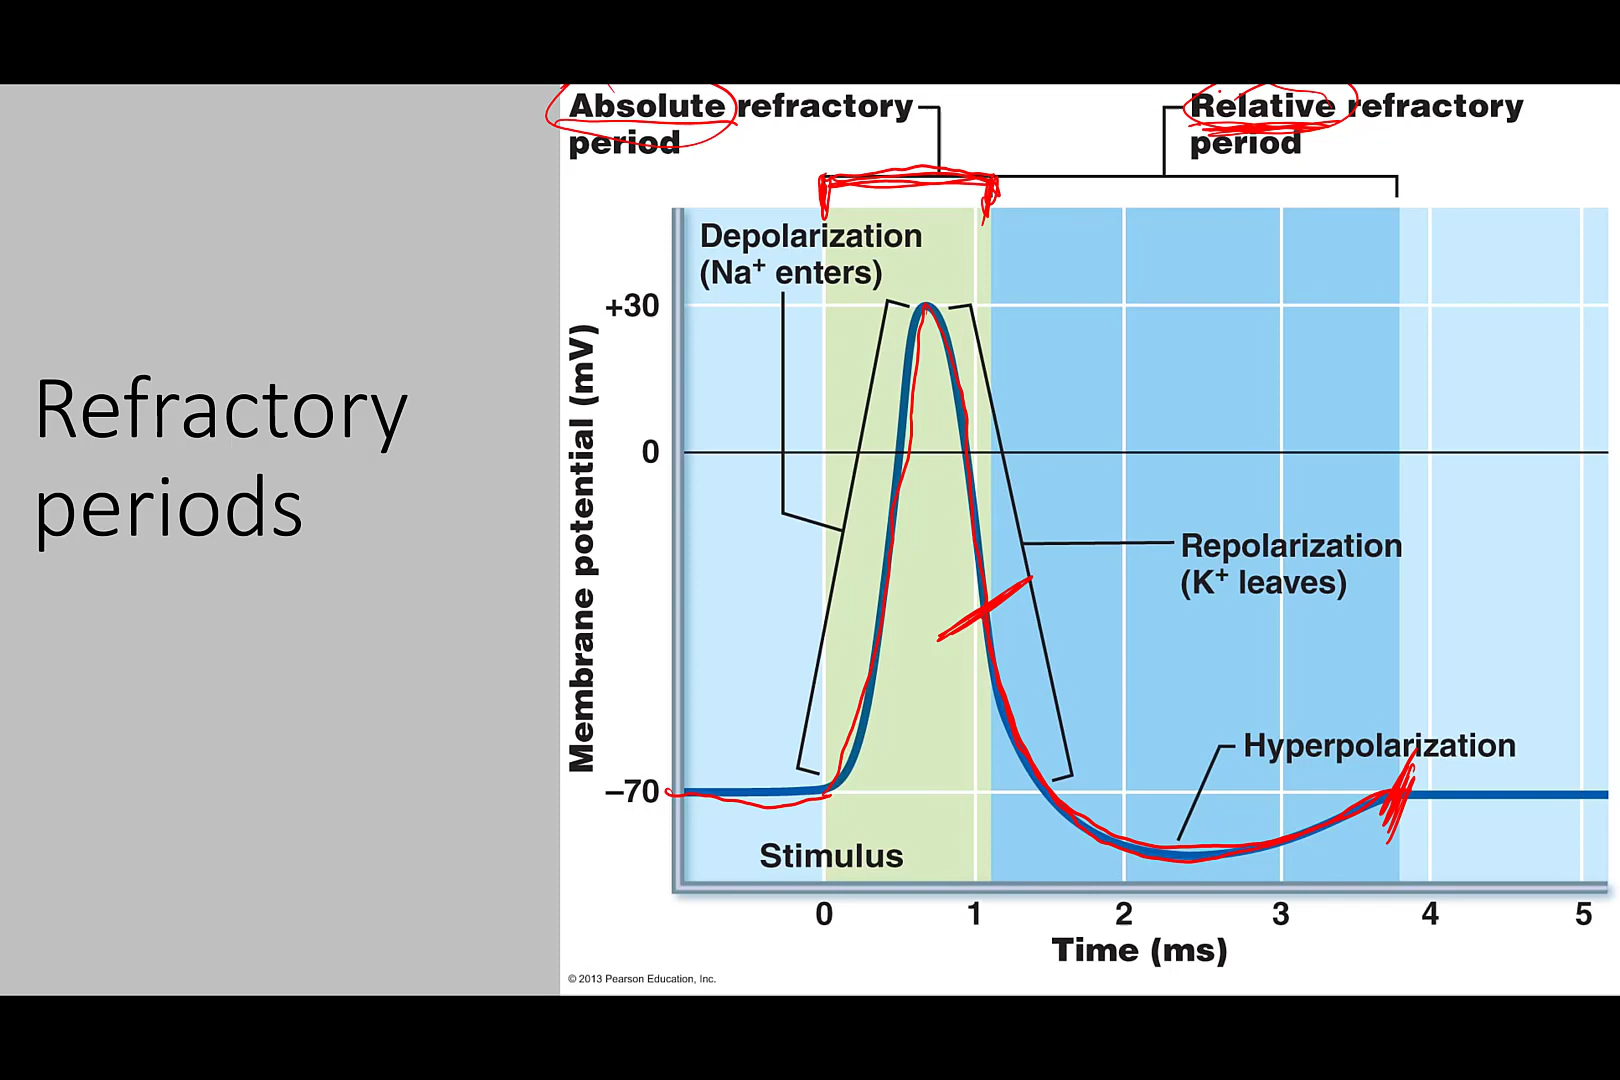 Refractory
periods
Absolute refractory
period
Relative refractory
period
Depolarization
(Na⁺ enters)
+30
0
–70
Membrane potential (mV)
Repolarization
(K⁺ leaves)
Hyperpolarization
Stimulus
0 1 2 3 4 5
Time (ms)
© 2013 Pearson Education, Inc.